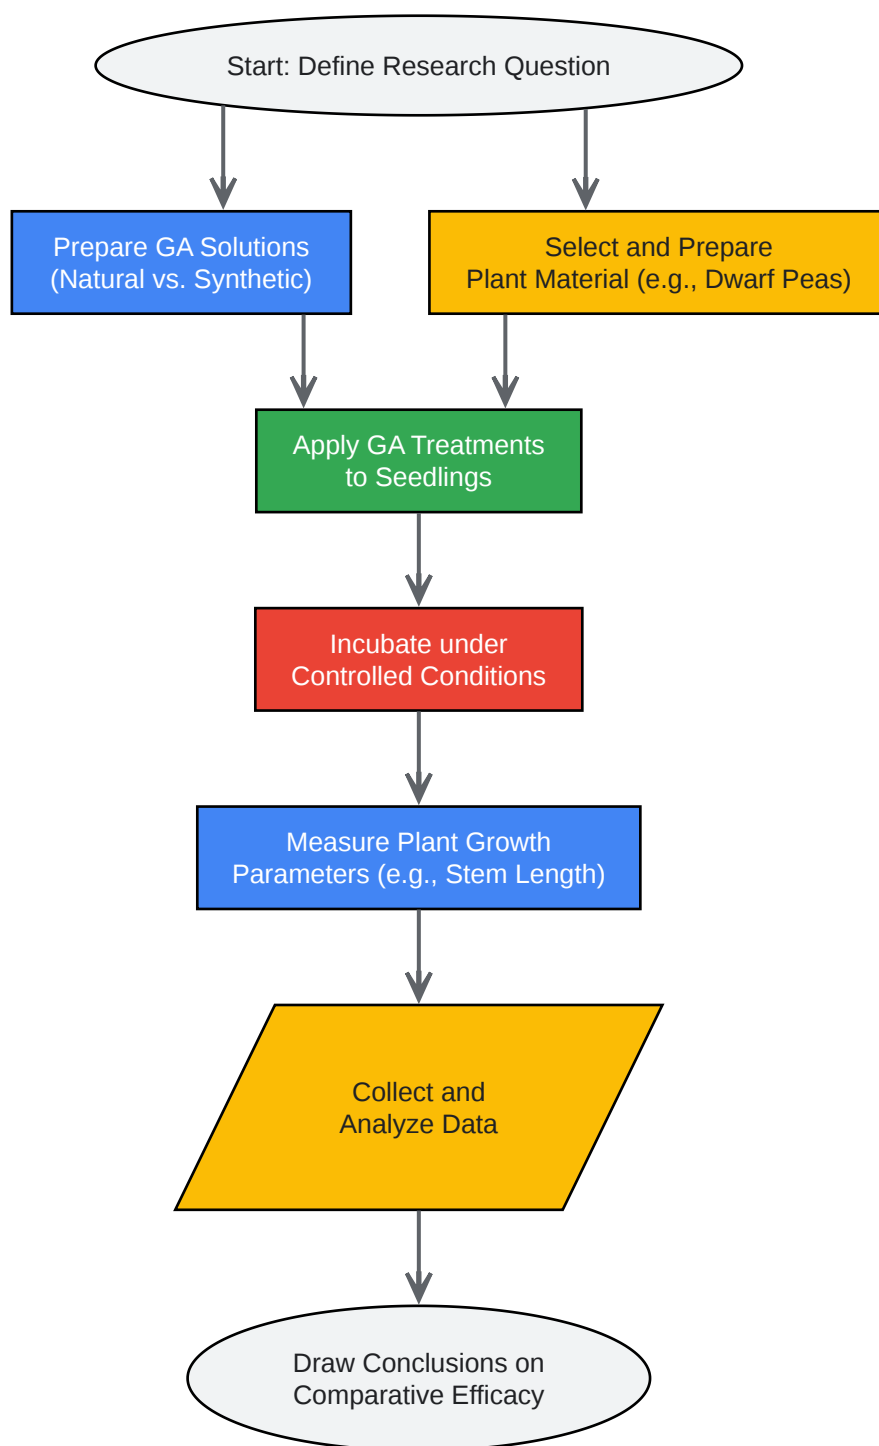 Start: Define Research Question
Prepare GA Solutions
(Natural vs. Synthetic)
Select and Prepare
Plant Material (e.g., Dwarf Peas)
Apply GA Treatments
to Seedlings
Incubate under
Controlled Conditions
Measure Plant Growth
Parameters (e.g., Stem Length)
Collect and
Analyze Data
Draw Conclusions on
Comparative Efficacy